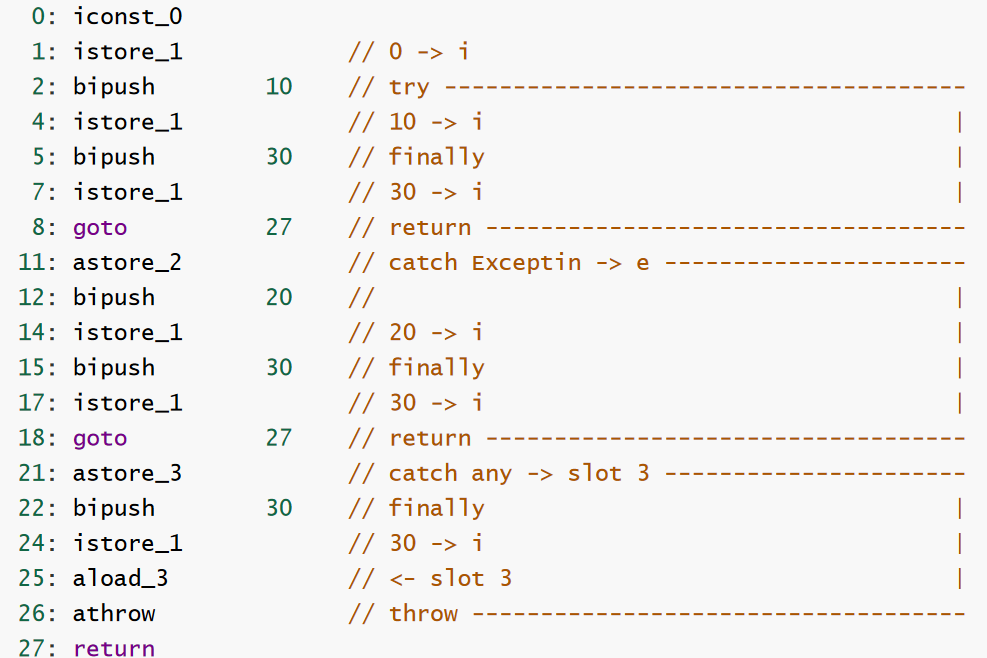 0: iconst_0
1: istore_1 // 0 -> i
2: bipush 10 // try --------------------------------------
4: istore_1 // 10 -> i |
5: bipush 30 // finally |
7: istore_1 // 30 -> i |
8: goto 27 // return -----------------------------------
11: astore_2 // catch Exceptin -> e ----------------------
12: bipush 20 // |
14: istore_1 // 20 -> i |
15: bipush 30 // finally |
17: istore_1 // 30 -> i |
18: goto 27 // return -----------------------------------
21: astore_3 // catch any -> slot 3 ----------------------
22: bipush 30 // finally |
24: istore_1 // 30 -> i |
25: aload_3 // <- slot 3 |
26: athrow // throw ------------------------------------
27: return